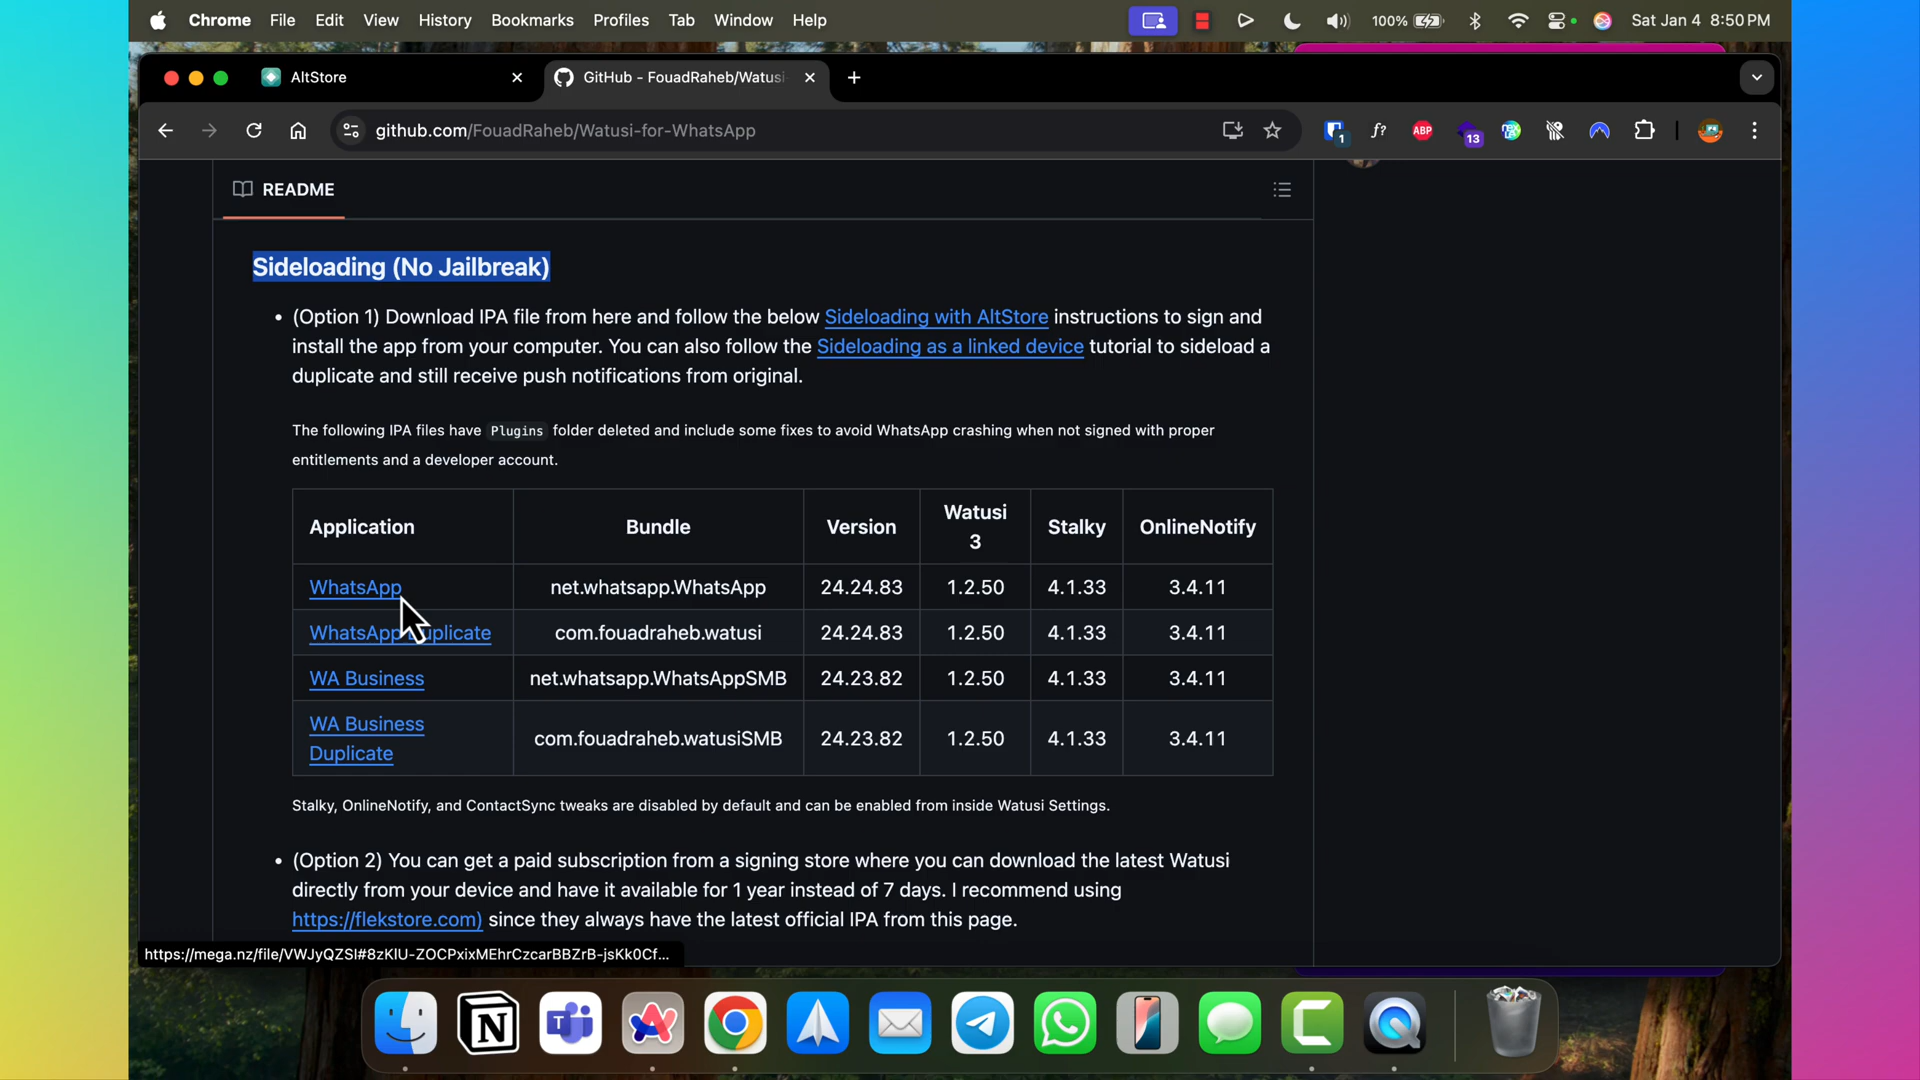 Chrome File Edit View History Bookmarks Profiles Tab Window Help 100% Sat Jan 4 8:50 PM
AltStore GitHub - FouadRaheb/Watusi-
github.com/FouadRaheb/Watusi-for-WhatsApp 1 f? ABP 13
README
Sideloading (No Jailbreak)
• (Option 1) Download IPA file from here and follow the below Sideloading with AltStore instructions to sign and
install the app from your computer. You can also follow the Sideloading as a linked device tutorial to sideload a
duplicate and still receive push notifications from original.
The following IPA files have Plugins folder deleted and include some fixes to avoid WhatsApp crashing when not signed with proper
entitlements and a developer account.
Application Bundle Version Watusi 3 Stalky OnlineNotify
WhatsApp net.whatsapp.WhatsApp 24.24.83 1.2.50 4.1.33 3.4.11
WhatsApp Duplicate com.fouadraheb.watusi 24.24.83 1.2.50 4.1.33 3.4.11
WA Business net.whatsapp.WhatsAppSMB 24.23.82 1.2.50 4.1.33 3.4.11
WA Business Duplicate com.fouadraheb.watusiSMB 24.23.82 1.2.50 4.1.33 3.4.11
Stalky, OnlineNotify, and ContactSync tweaks are disabled by default and can be enabled from inside Watusi Settings.
• (Option 2) You can get a paid subscription from a signing store where you can download the latest Watusi
directly from your device and have it available for 1 year instead of 7 days. I recommend using
https://flekstore.com) since they always have the latest official IPA from this page.
https://mega.nz/file/VWJyQZSI#8zKlU-ZOCPxixMEhrCzcarBBZrB-jsKk0Cf...